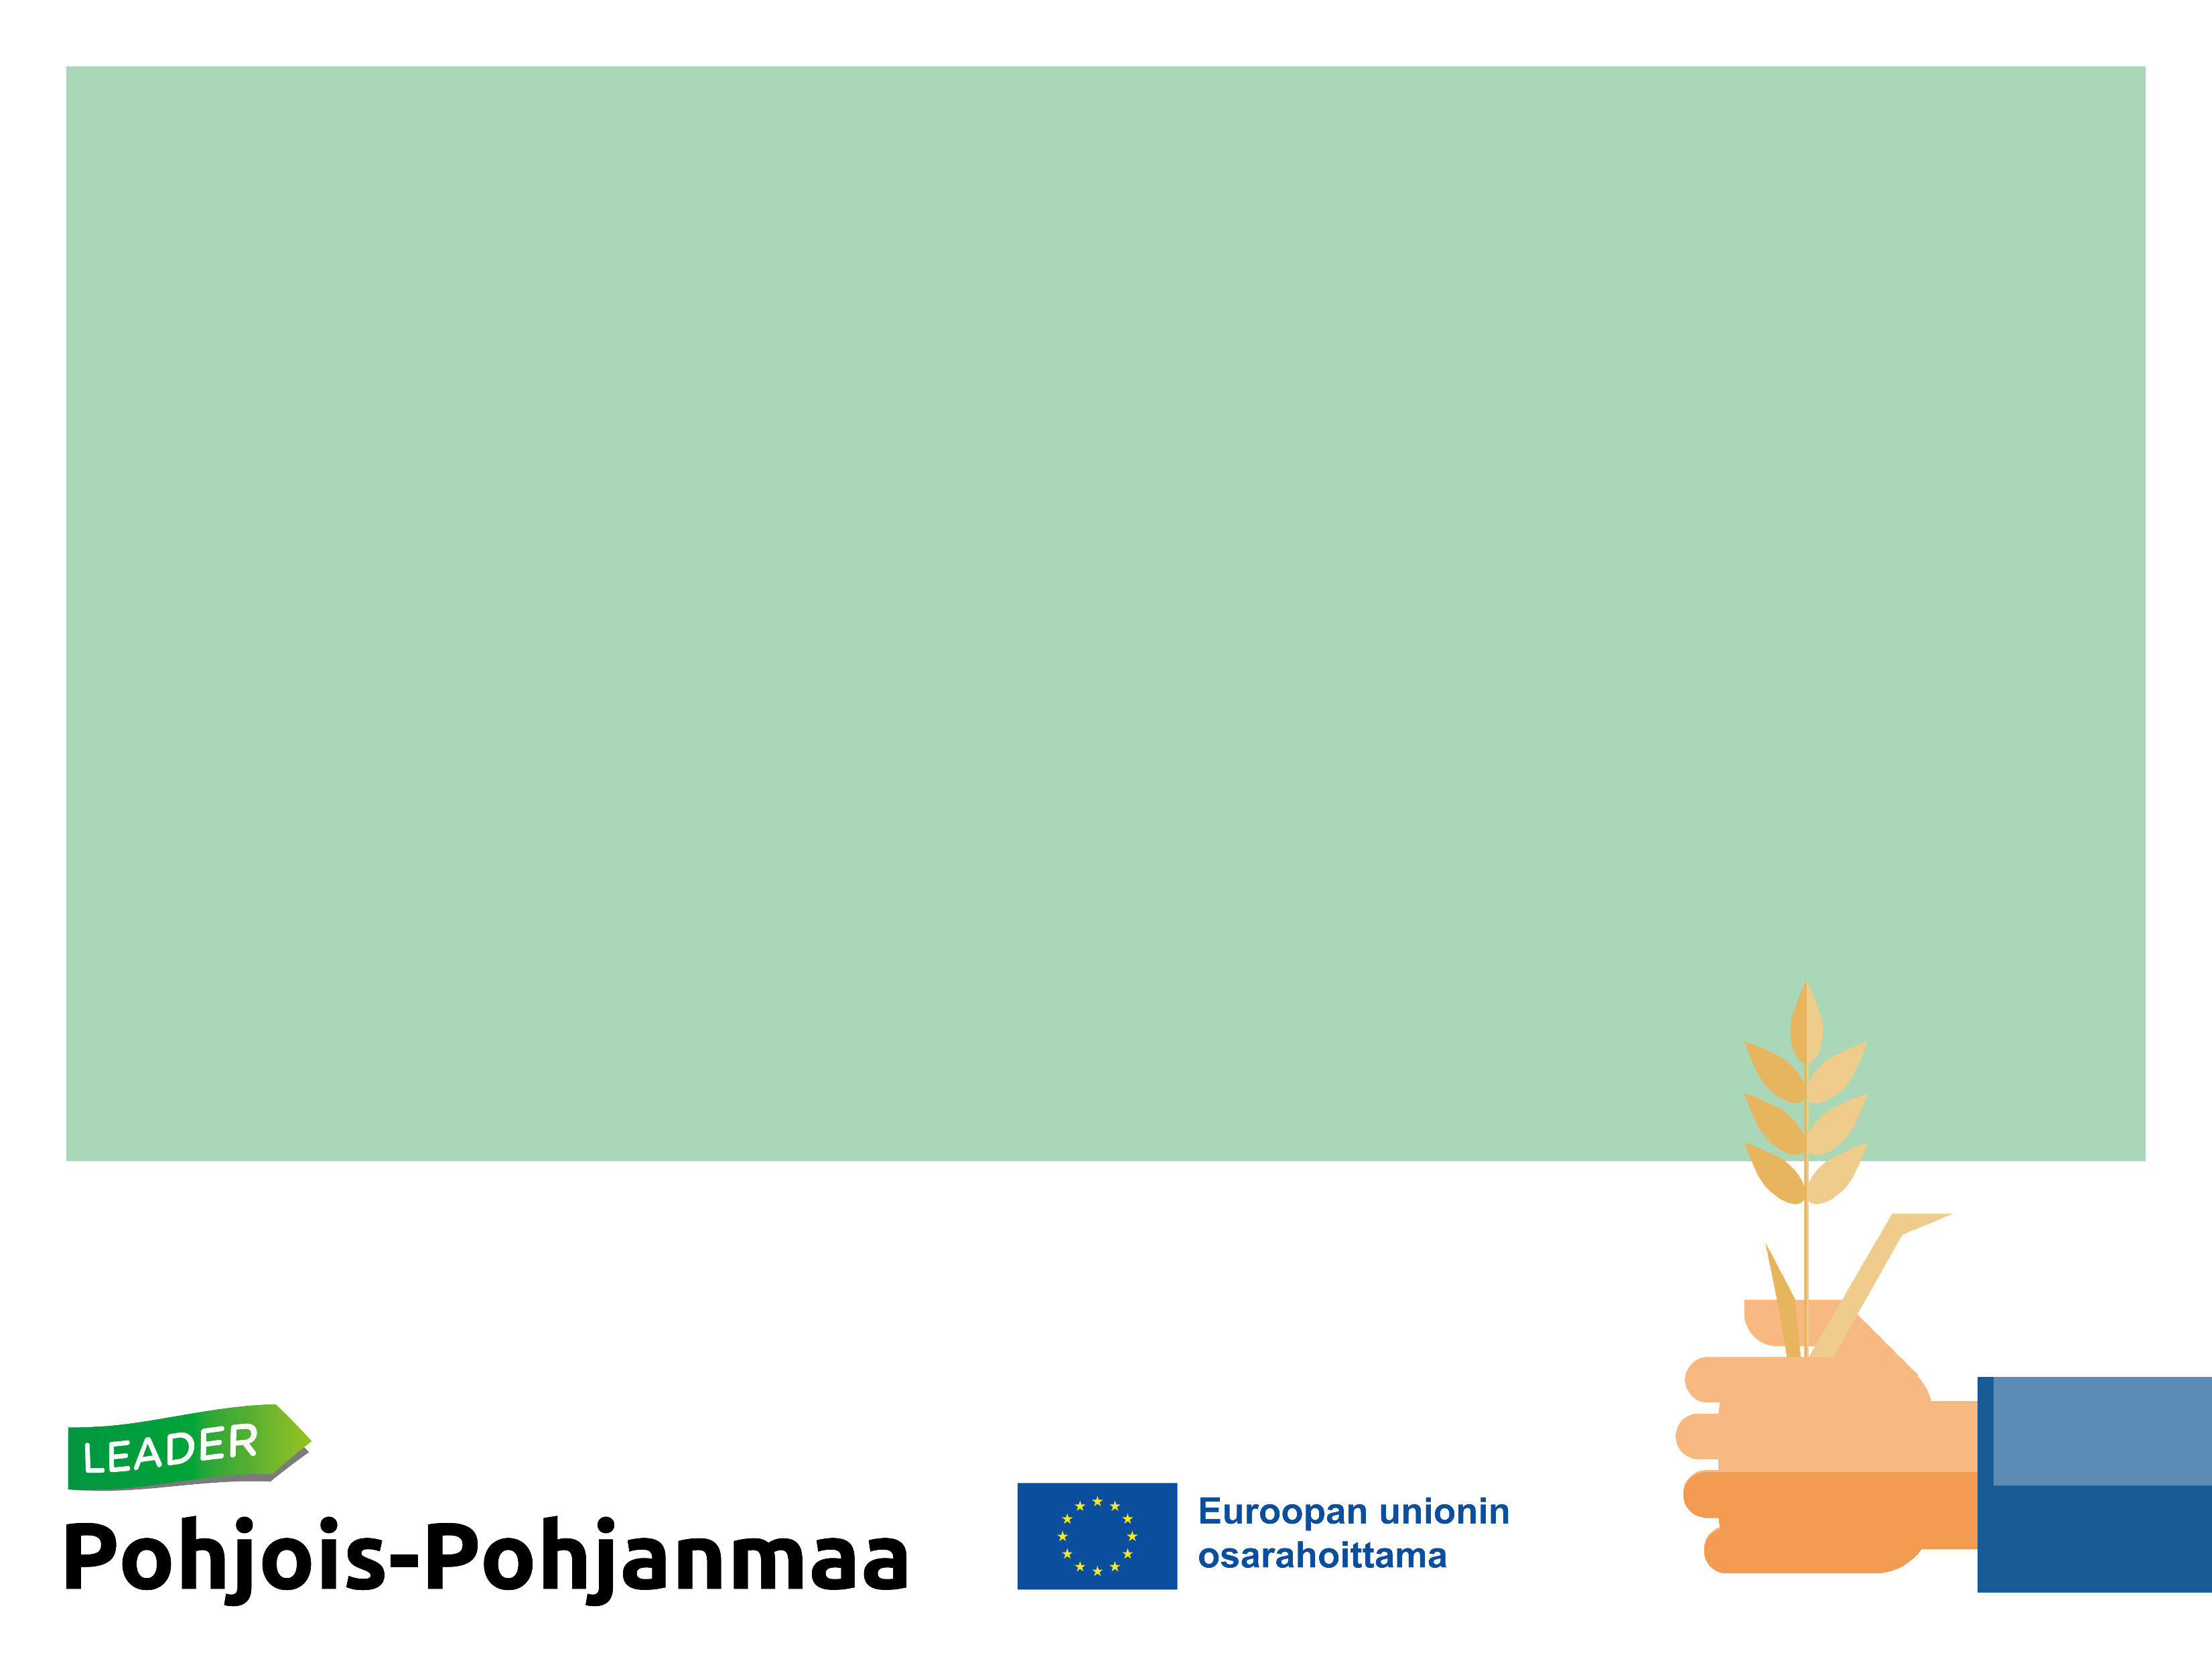 LEADER
Pohjois-Pohjanmaa
Euroopan unionin
osarahoittama